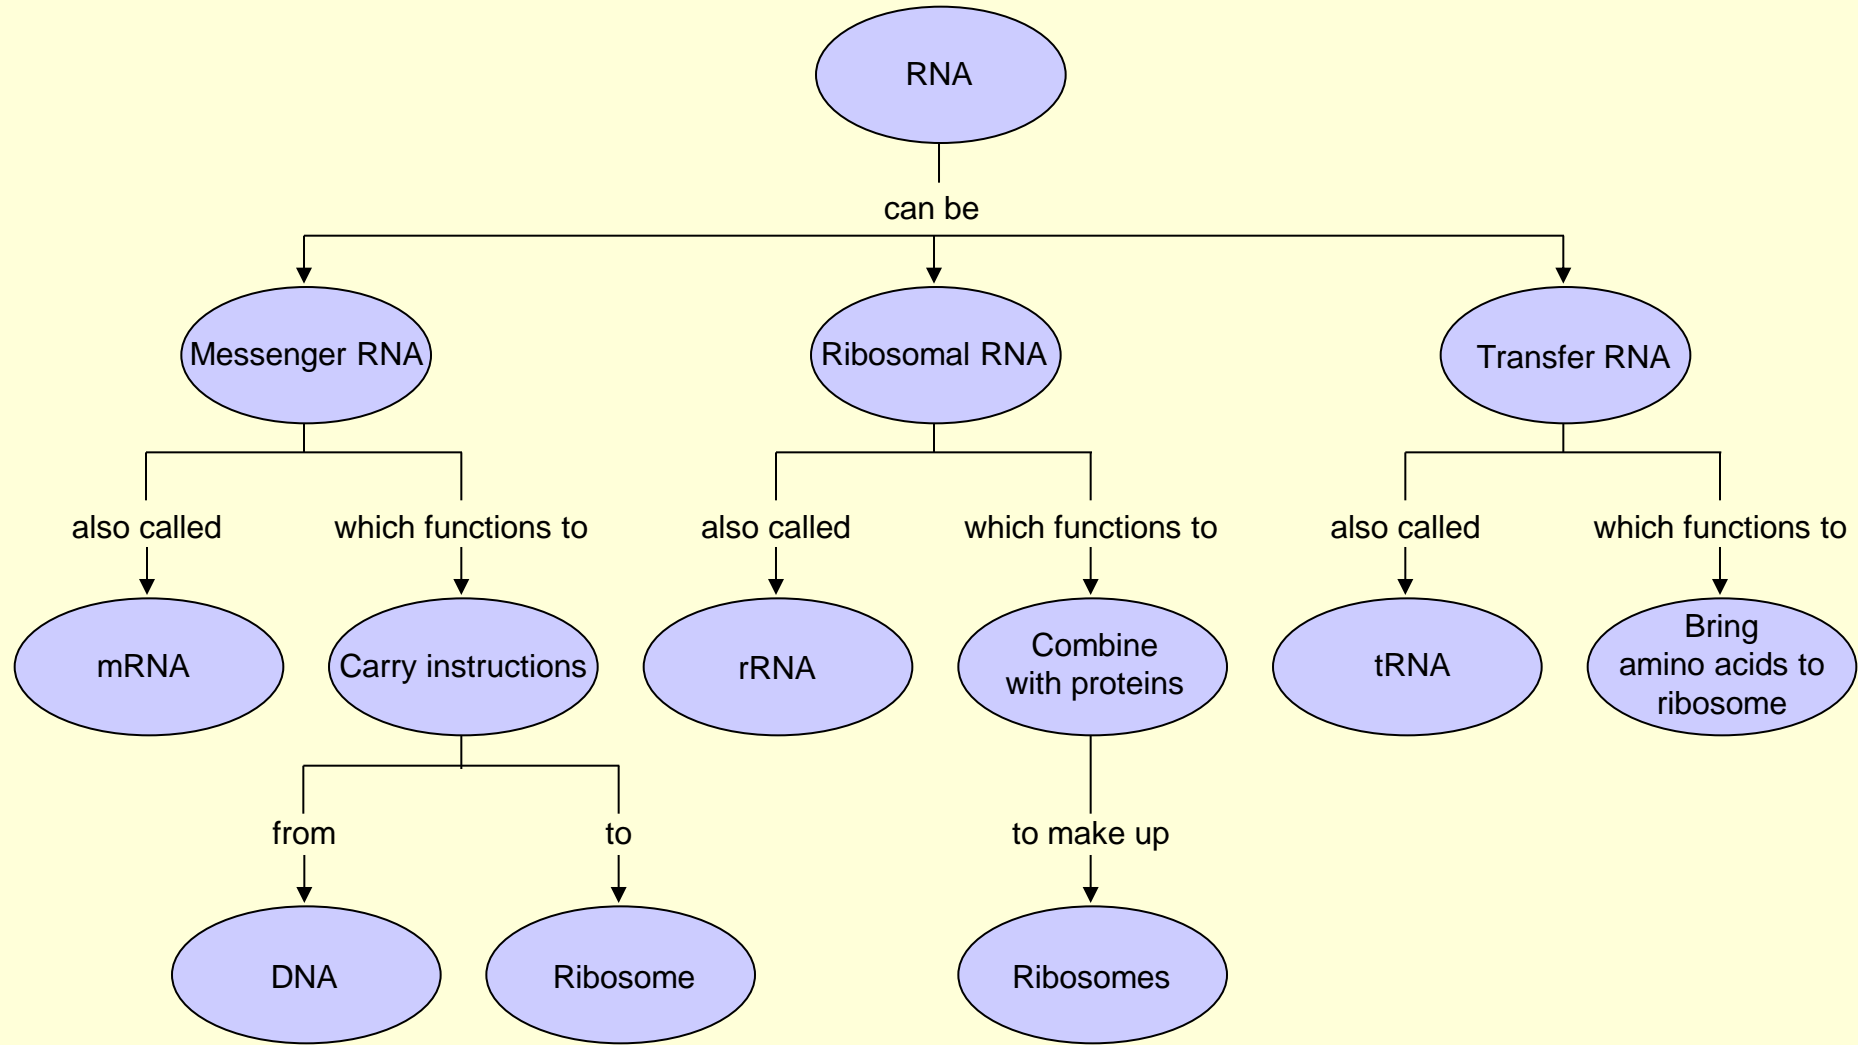 RNA
can be
Messenger RNA
Ribosomal RNA
Transfer RNA
also called
which functions to
also called
which functions to
also called
which functions to
mRNA
Carry instructions
rRNA
Combine
with proteins
tRNA
Bring
amino acids to
ribosome
from
to
to make up
DNA
Ribosome
Ribosomes